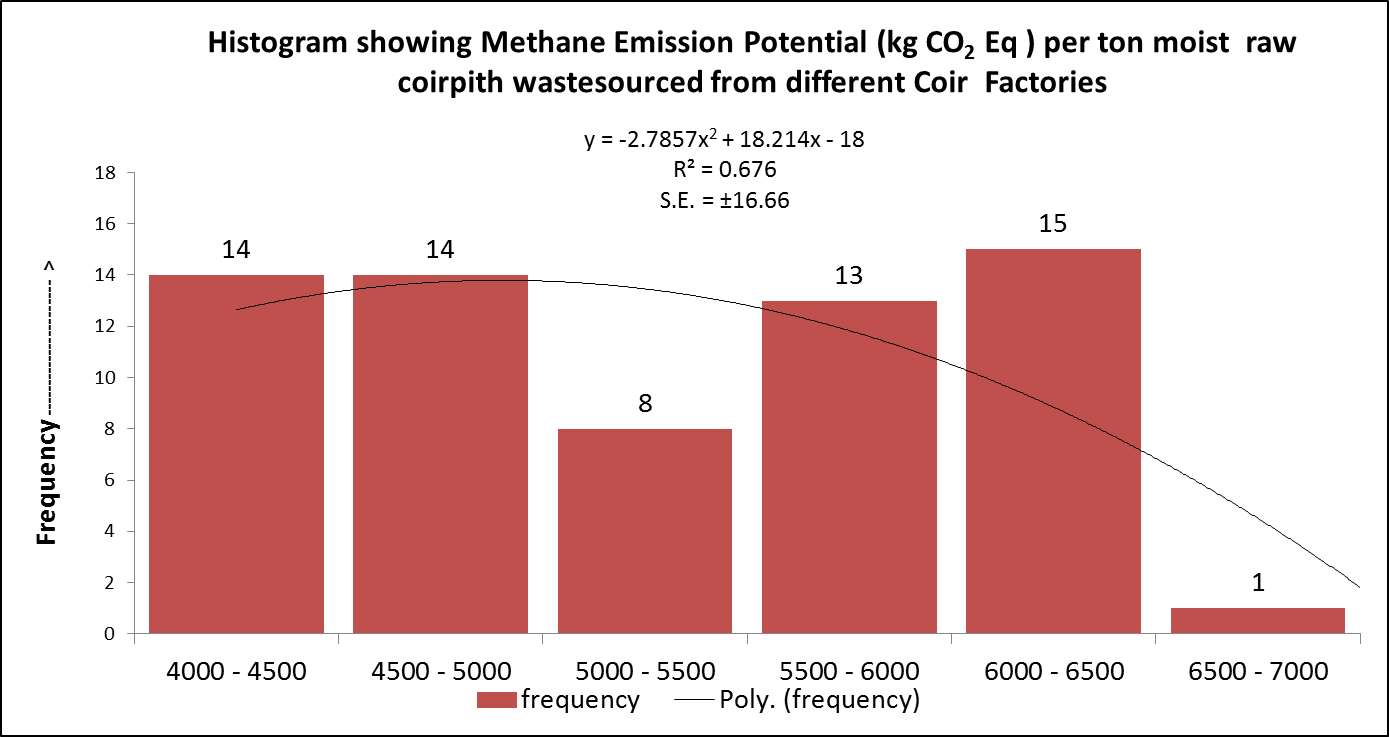 Histogram showing Methane Emission Potential (kg CO₂ Eq ) per ton moist  raw
coirpith wastesourced from different Coir  Factories
y = -2.7857x² + 18.214x - 18
R² = 0.676
S.E. = ±16.66
Frequency --------------->
18
16
14
12
10
8
6
4
2
0
14
14
8
13
15
1
4000 - 4500
4500 - 5000
5000 - 5500
5500 - 6000
6000 - 6500
6500 - 7000
frequency
Poly. (frequency)